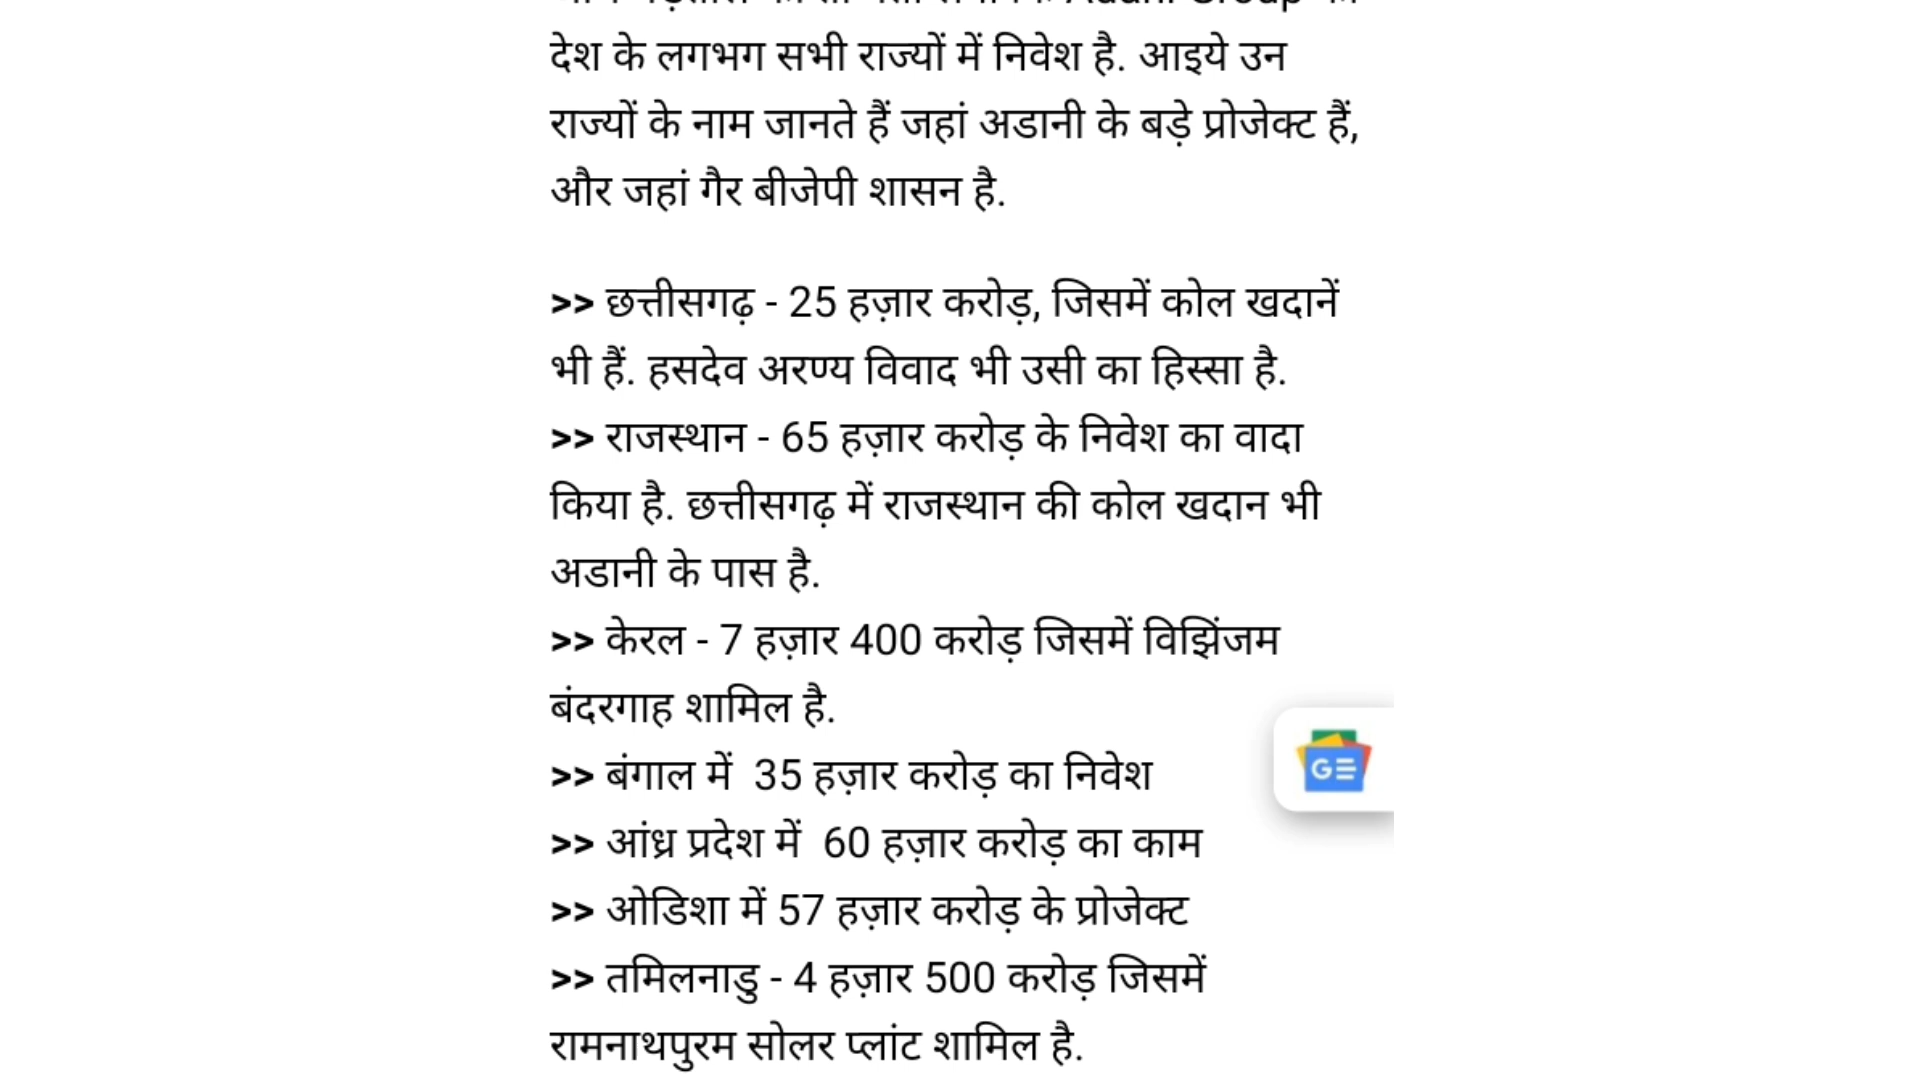 Adani Group
देश के लगभग सभी राज्यों में निवेश है. आइये उन
राज्यों के नाम जानते हैं जहां अडानी के बड़े प्रोजेक्ट हैं,
और जहां गैर बीजेपी शासन है.
>> छत्तीसगढ़ - 25 हज़ार करोड़, जिसमें कोल खदानें
भी हैं. हसदेव अरण्य विवाद भी उसी का हिस्सा है.
>> राजस्थान - 65 हज़ार करोड़ के निवेश का वादा
किया है. छत्तीसगढ़ में राजस्थान की कोल खदान भी
अडानी के पास है.
>> केरल - 7 हज़ार 400 करोड़ जिसमें विझिंजम
बंदरगाह शामिल है.
>> बंगाल में 35 हज़ार करोड़ का निवेश
>> आंध्र प्रदेश में 60 हज़ार करोड़ का काम
>> ओडिशा में 57 हज़ार करोड़ के प्रोजेक्ट
>> तमिलनाडु - 4 हज़ार 500 करोड़ जिसमें
रामनाथपुरम सोलर प्लांट शामिल है.